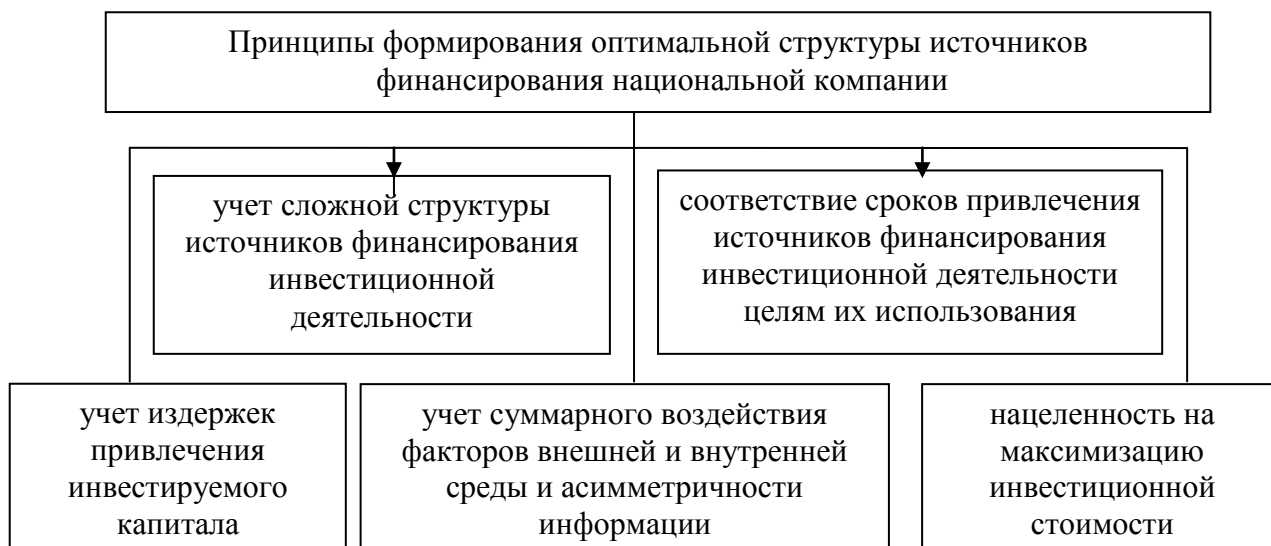 Принципы формирования оптимальной структуры источников
финансирования национальной компании
учет сложной структуры
источников финансирования
инвестиционной
деятельности
соответствие сроков привлечения
источников финансирования
инвестиционной деятельности
целям их использования
учет издержек
привлечения
инвестируемого
капитала
учет суммарного воздействия
факторов внешней и внутренней
среды и асимметричности
информации
нацеленность на
максимизацию
инвестиционной
стоимости